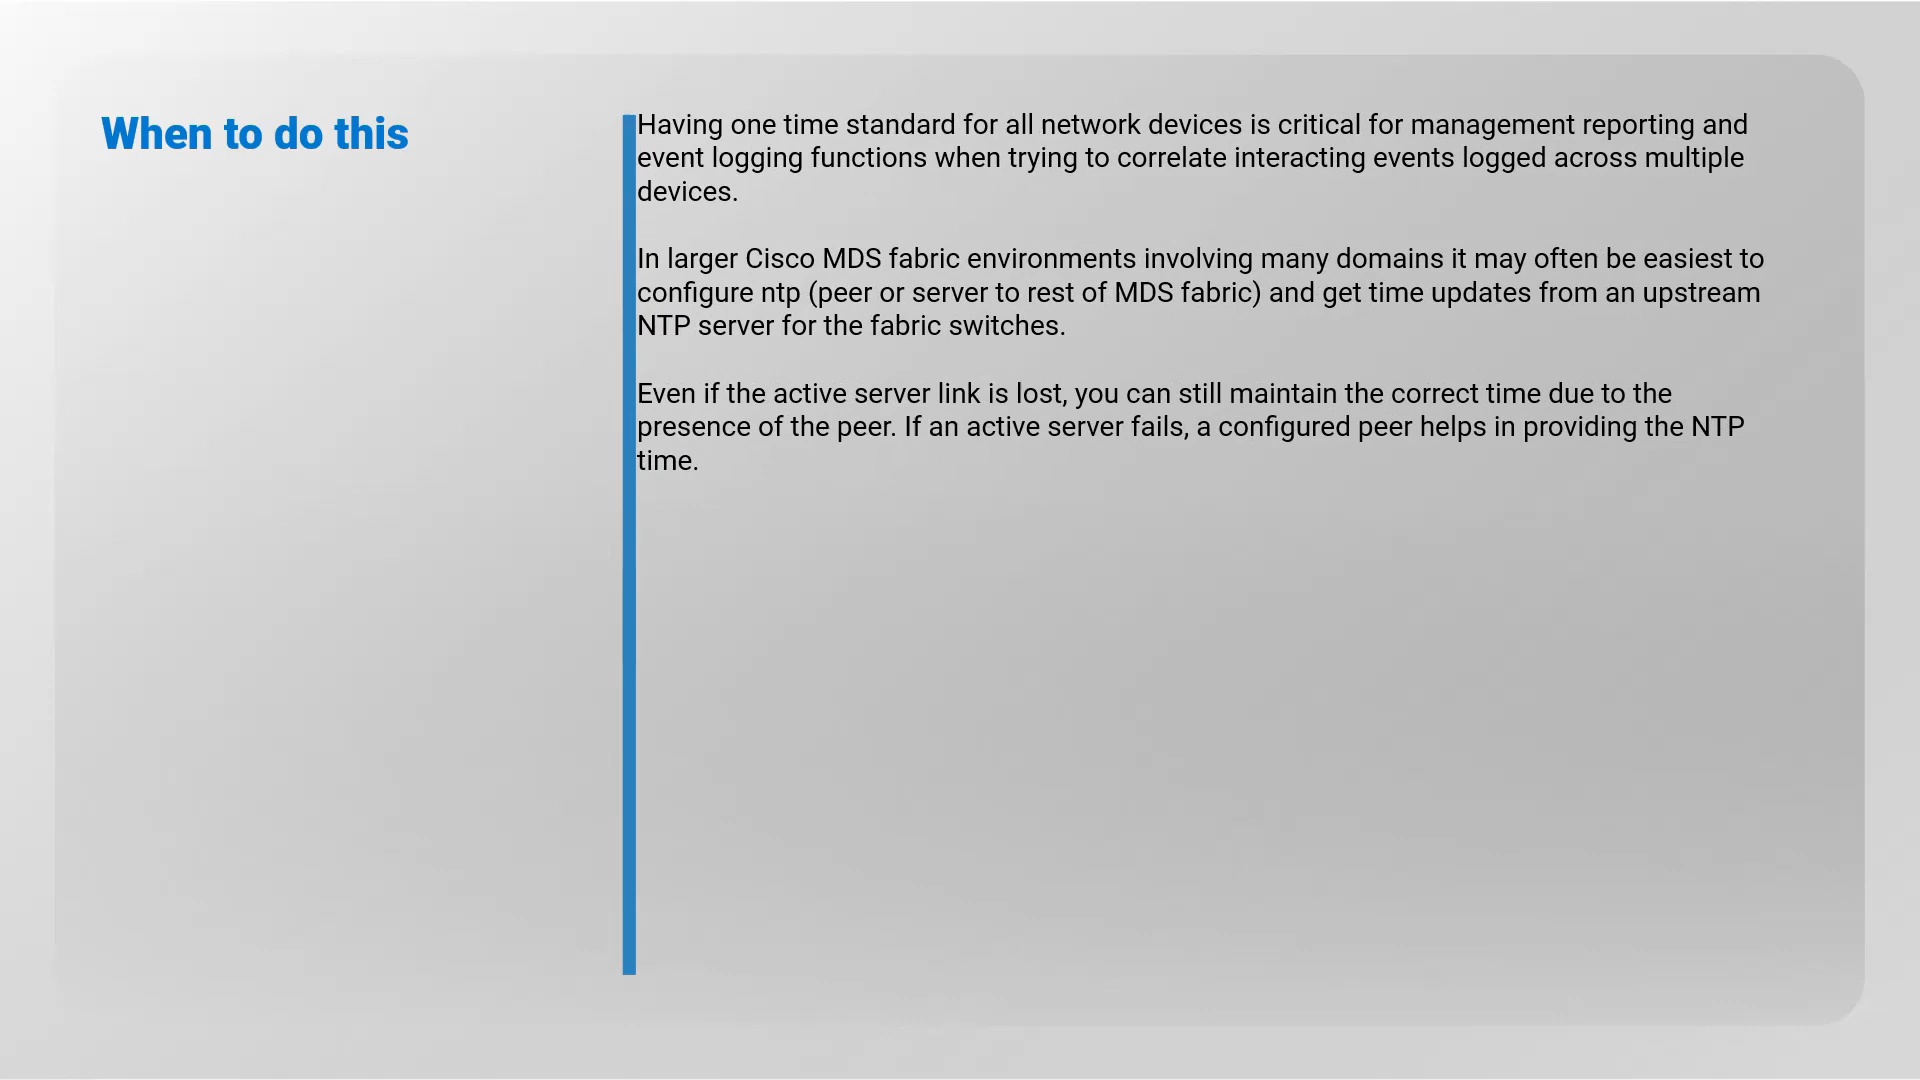 When to do this
Having one time standard for all network devices is critical for management reporting and
event logging functions when trying to correlate interacting events logged across multiple
devices.
In larger Cisco MDS fabric environments involving many domains it may often be easiest to
configure ntp (peer or server to rest of MDS fabric) and get time updates from an upstream
NTP server for the fabric switches.
Even if the active server link is lost, you can still maintain the correct time due to the
presence of the peer. If an active server fails, a configured peer helps in providing the NTP
time.